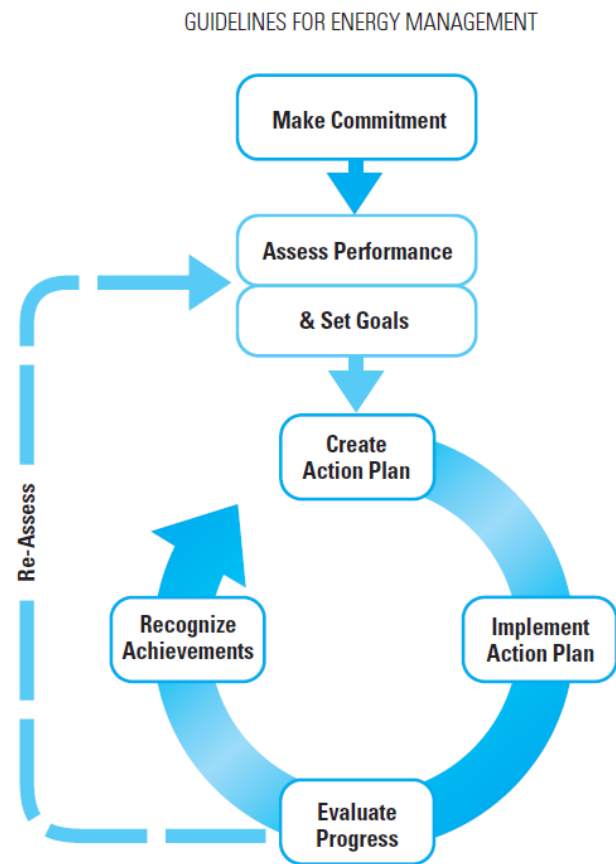 GUIDELINES FOR ENERGY MANAGEMENT
Make Commitment
Assess Performance
& Set Goals
Create
Action Plan
Re-Assess
Recognize
Achievements
Implement
Action Plan
Evaluate
Progress